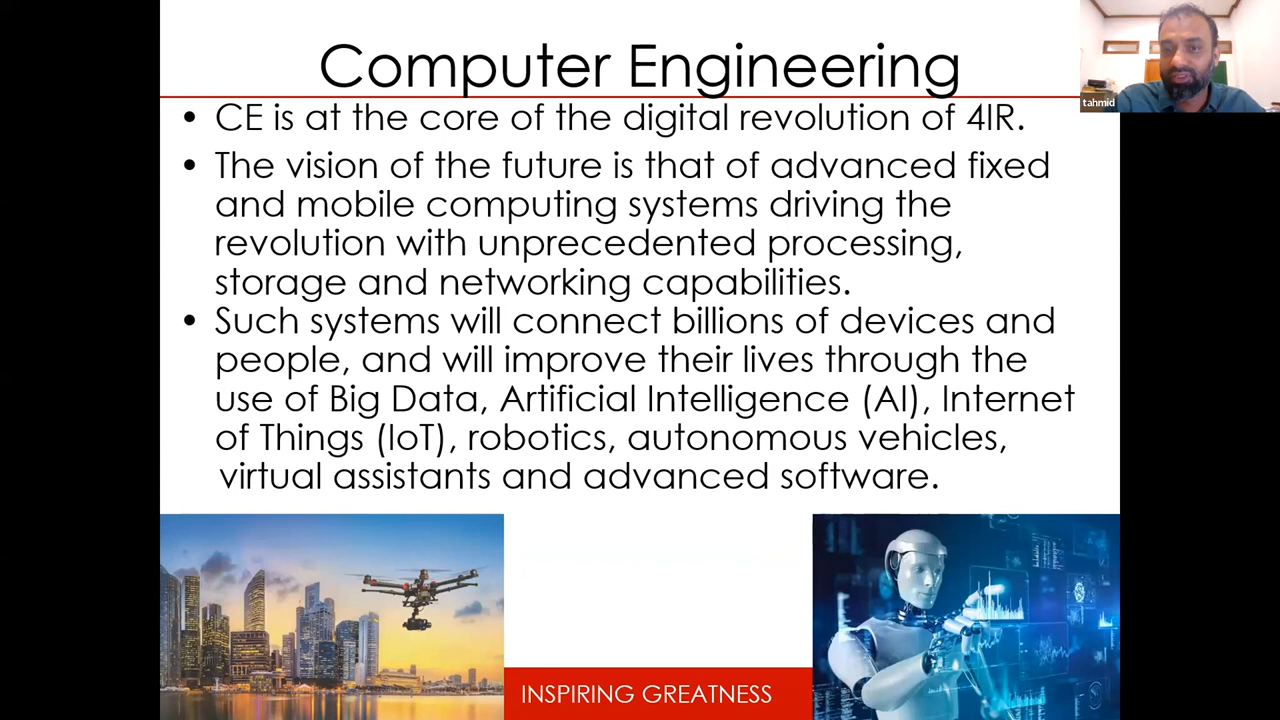 Computer Engineering
tahmid
• CE is at the core of the digital revolution of 4IR.
• The vision of the future is that of advanced fixed
and mobile computing systems driving the
revolution with unprecedented processing,
storage and networking capabilities.
• Such systems will connect billions of devices and
people, and will improve their lives through the
use of Big Data, Artificial Intelligence (AI), Internet
of Things (IoT), robotics, autonomous vehicles,
virtual assistants and advanced software.
INSPIRING GREATNESS